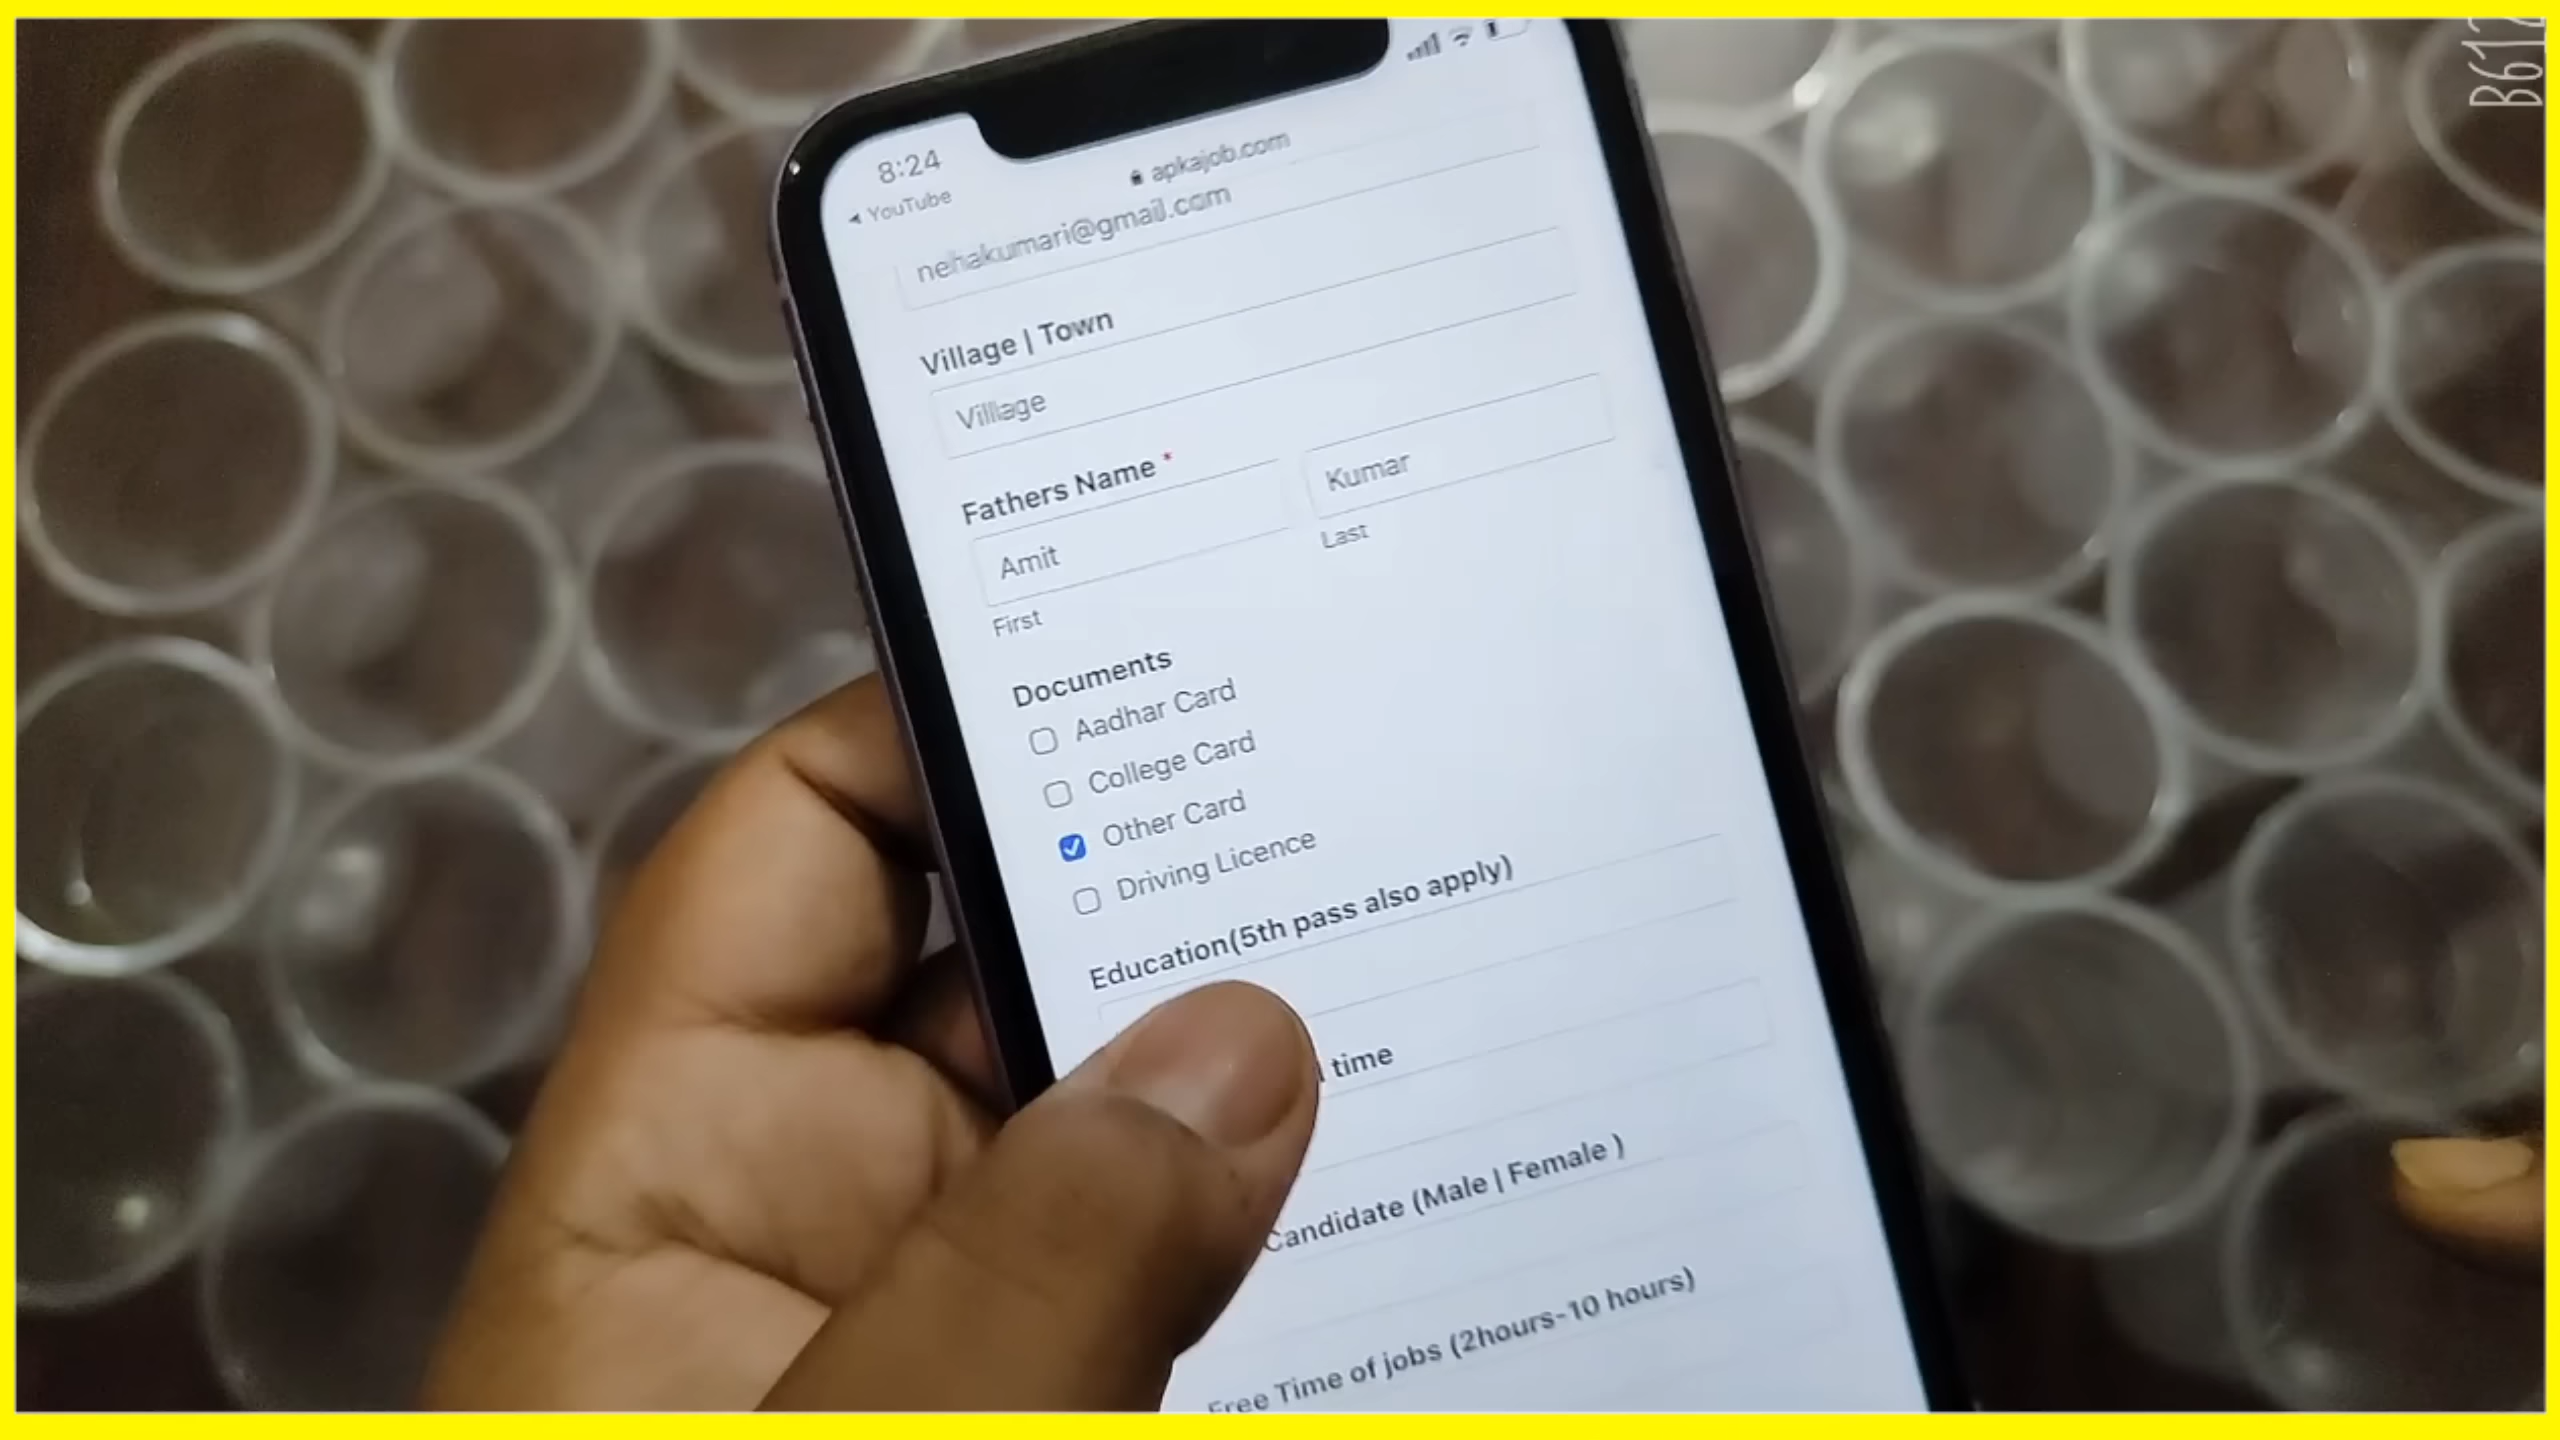 B612
8:24
YouTube
apkajob.com
nehakumari@gmail.com
Village | Town
Villlage
Fathers Name *
Amit
Kumar
First
Last
Documents
Aadhar Card
College Card
Other Card
Driving Licence
Education(5th pass also apply)
time
Candidate (Male | Female )
Free Time of jobs (2hours-10 hours)